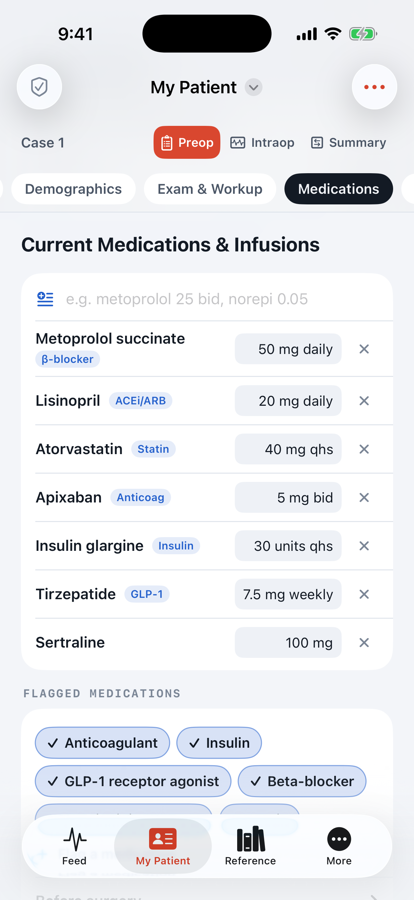 9:41
My Patient
Case 1
Preop
Intraop
Summary
Demographics
Exam & Workup
Medications
Current Medications & Infusions
e.g. metoprolol 25 bid, norepi 0.05
Metoprolol succinate
β-blocker
50 mg daily
Lisinopril
ACEi/ARB
20 mg daily
Atorvastatin
Statin
40 mg qhs
Apixaban
Anticoag
5 mg bid
Insulin glargine
Insulin
30 units qhs
Tirzepatide
GLP-1
7.5 mg weekly
Sertraline
100 mg
FLAGGED MEDICATIONS
✓ Anticoagulant
✓ Insulin
✓ GLP-1 receptor agonist
✓ Beta-blocker
Feed
My Patient
Reference
More